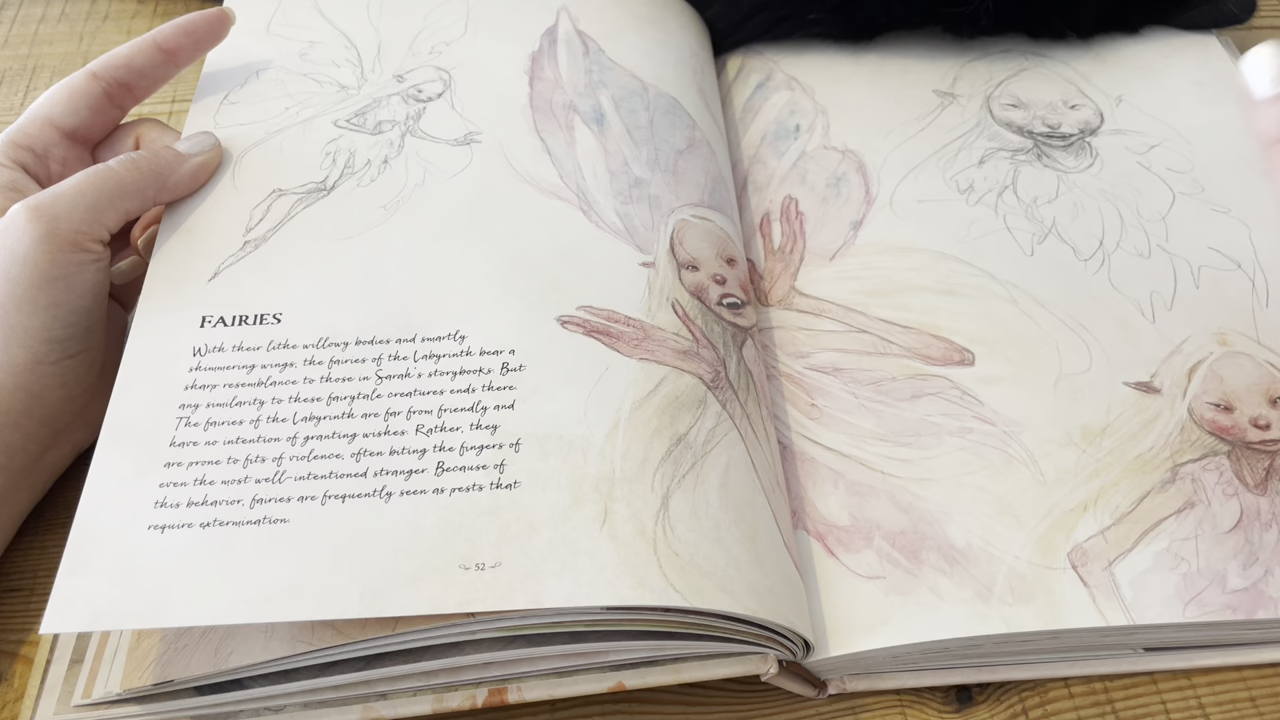 FAIRIES
With their lithe willowy bodies and smartly
shimmering wings, the fairies of the Labyrinth bear a
sharp resemblance to those in Sarah's storybooks. But
any similarity to these fairytale creatures ends there.
The fairies of the Labyrinth are far from friendly and
have no intention of granting wishes. Rather, they
are prone to fits of violence, often biting the fingers of
even the most well-intentioned stranger. Because of
this behavior, fairies are frequently seen as pests that
require extermination.
52